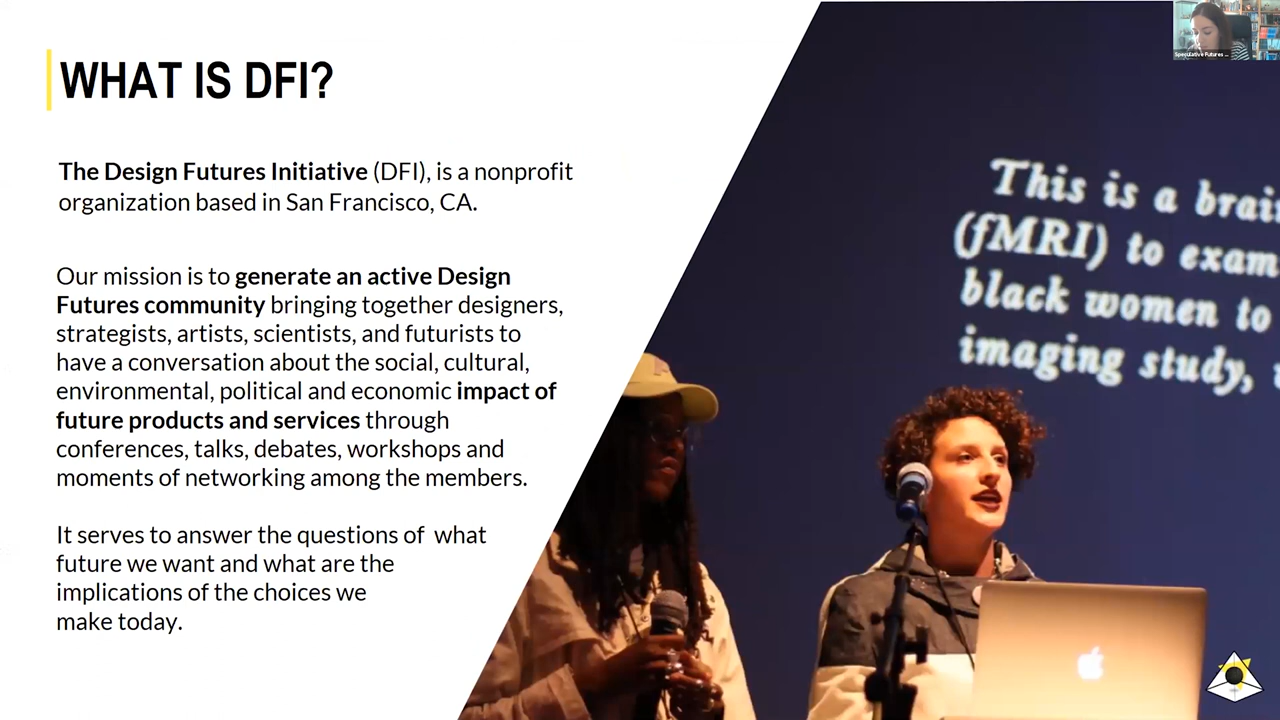 WHAT IS DFI?
The Design Futures Initiative (DFI), is a nonprofit
organization based in San Francisco, CA.
Our mission is to generate an active Design
Futures community bringing together designers,
strategists, artists, scientists, and futurists to
have a conversation about the social, cultural,
environmental, political and economic impact of
future products and services through
conferences, talks, debates, workshops and
moments of networking among the members.
It serves to answer the questions of what
future we want and what are the
implications of the choices we
make today.
This is a brai
(fMRI) to exam
black women to
imaging study,
Speculative Futures ...